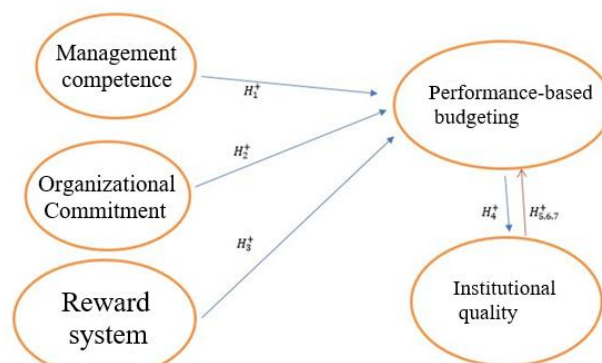 Management
competence
Performance-based
budgeting
H₁⁺
H₂⁺
Organizational
Commitment
H₃⁺
H₄⁺
H₅,₆,₇⁺
Reward
system
Institutional
quality